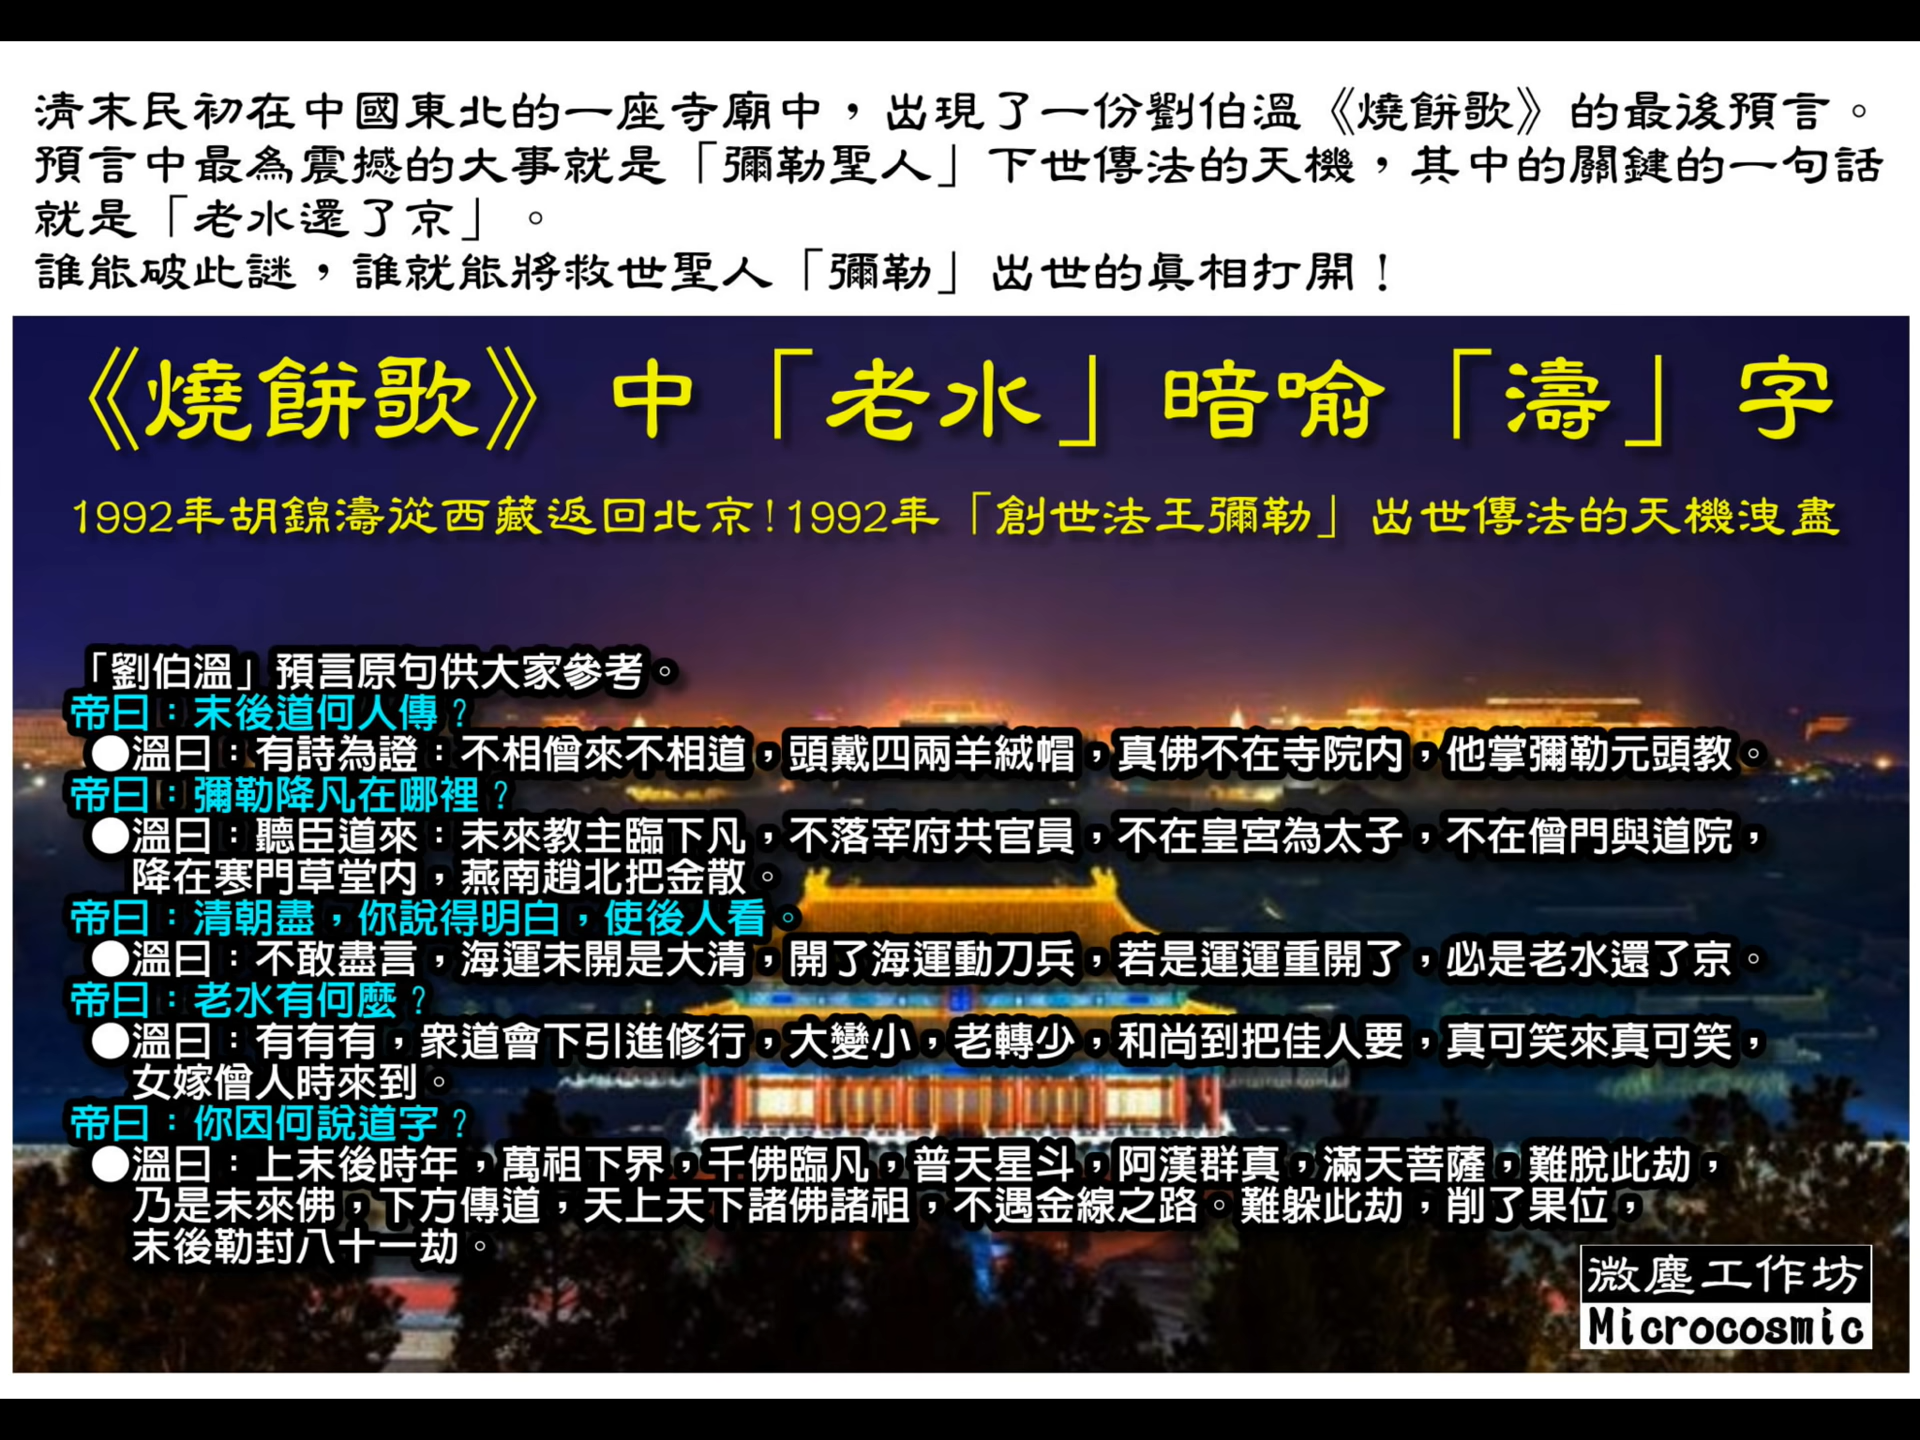 清末民初在中國東北的一座寺廟中，出現了一份劉伯溫《燒餅歌》的最後預言。
預言中最為震撼的大事就是「彌勒聖人」下世傳法的天機，其中的關鍵的一句話
就是「老水還了京」。
誰能破此謎，誰就能將救世聖人「彌勒」出世的真相打開！
《燒餅歌》中「老水」暗喻「濤」字
1992年胡錦濤從西藏返回北京!1992年「創世法王彌勒」出世傳法的天機洩盡
「劉伯溫」預言原句供大家參考。
帝曰：末後道何人傳？
●溫曰：有詩為證：不相僧來不相道，頭戴四兩羊絨帽，真佛不在寺院內，他掌彌勒元頭教。
帝曰：彌勒降凡在哪裡？
●溫曰：聽臣道來：未來教主臨下凡，不落宰府共官員，不在皇宮為太子，不在僧門與道院，
降在寒門草堂內，燕南趙北把金散。
帝曰：清朝盡，你說得明白，使後人看。
●溫曰：不敢盡言，海運未開是大清，開了海運動刀兵，若是運運重開了，必是老水還了京。
帝曰：老水有何麼？
●溫曰：有有有，眾道會下引進修行，大變小，老轉少，和尚到把佳人要，真可笑來真可笑，
女嫁僧人時來到。
帝曰：你因何說道字？
●溫曰：上末後時年，萬祖下界，千佛臨凡，普天星斗，阿漢群真，滿天菩薩，難脫此劫，
乃是未來佛，下方傳道，天上天下諸佛諸祖，不遇金線之路。難躲此劫，削了果位，
末後勒封八十一劫。
微塵工作坊
Microcosmic